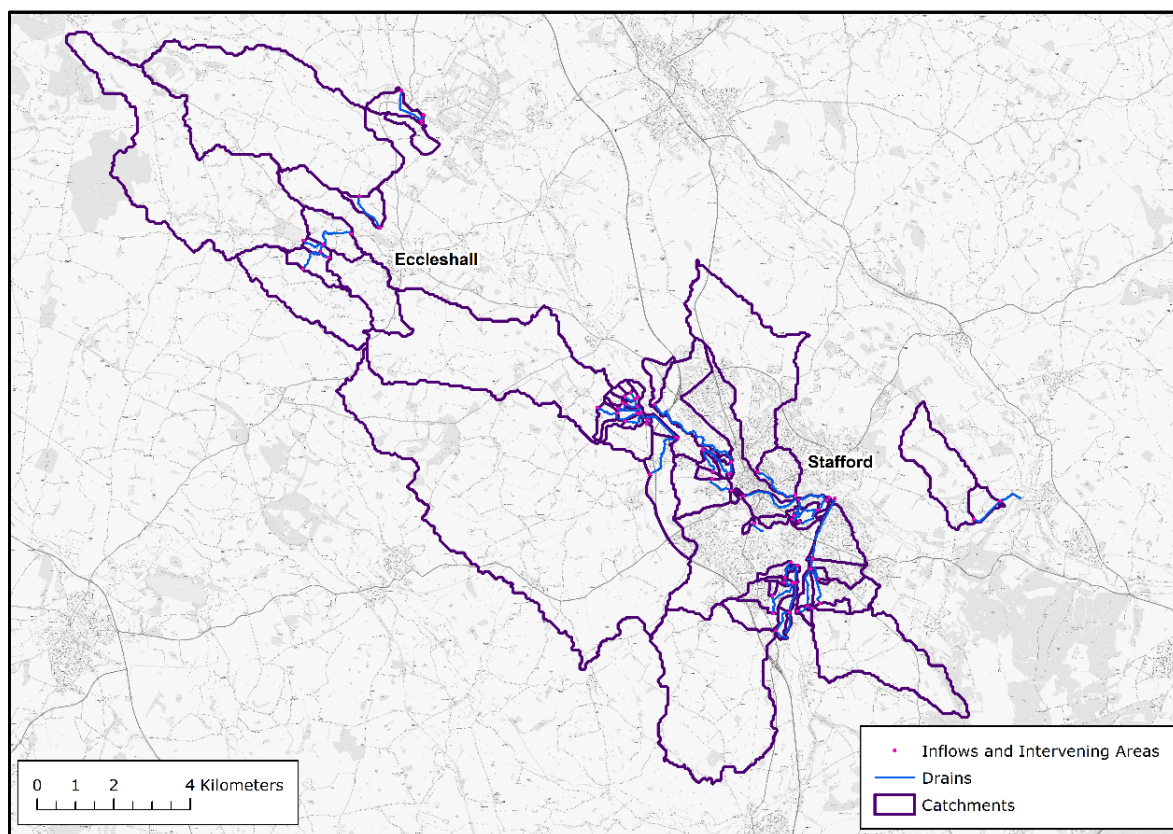 Eccleshall
Stafford
Inflows and Intervening Areas
Drains
Catchments
0 1 2 4 Kilometers